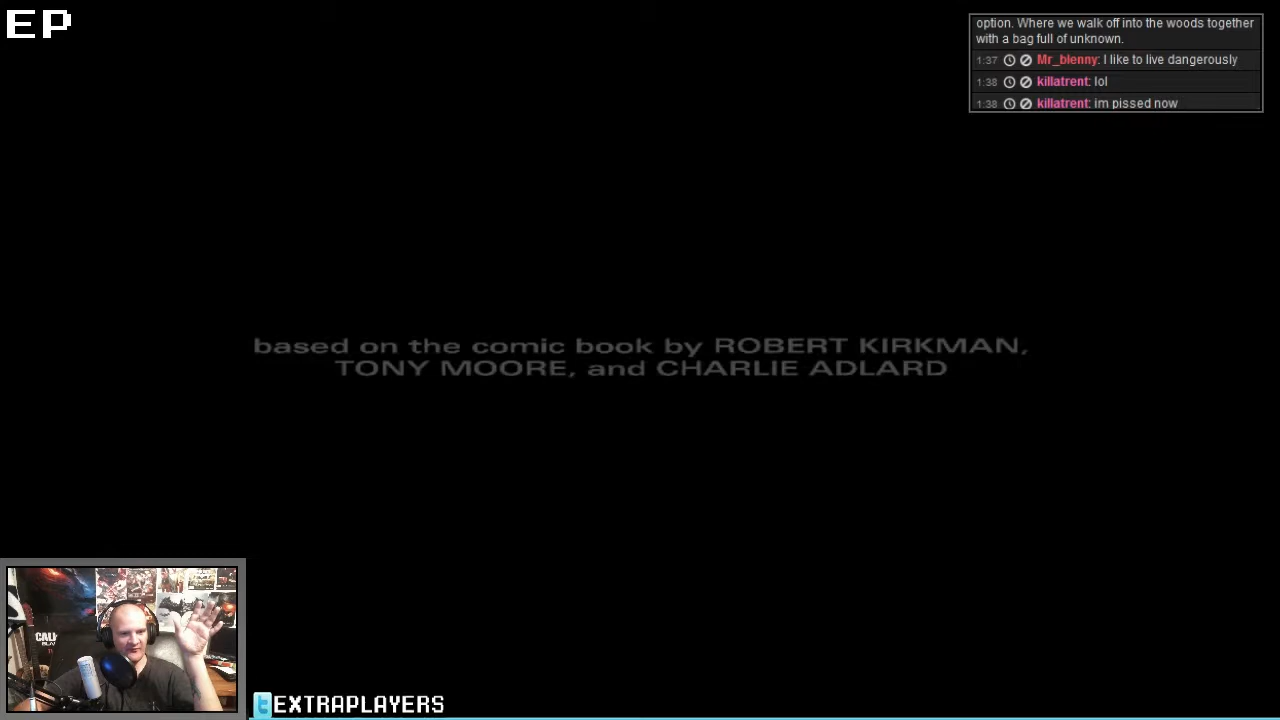 EP
option. Where we walk off into the woods together
with a bag full of unknown.
1:37 Mr_blenny: I like to live dangerously
1:38 killatrent: lol
1:38 killatrent: im pissed now
based on the comic book by ROBERT KIRKMAN,
TONY MOORE, and CHARLIE ADLARD
CALL
BLA
EXTRAPLAYERS